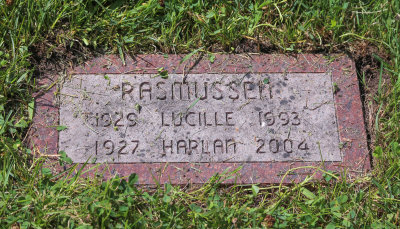 RASMUSSEN
1929 LUCILLE 1993
1927 HARLAN 2004